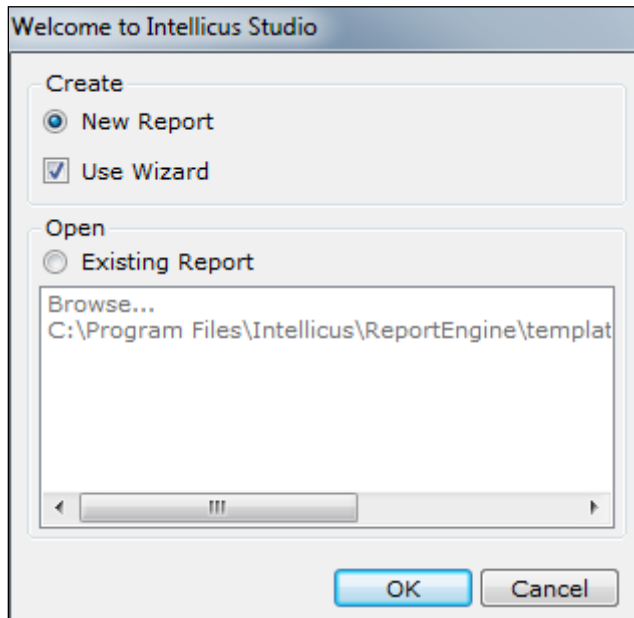 Welcome to Intellicus Studio
Create
New Report
Use Wizard
Open
Existing Report
Browse...
C:\Program Files\Intellicus\ReportEngine\templat
OK
Cancel